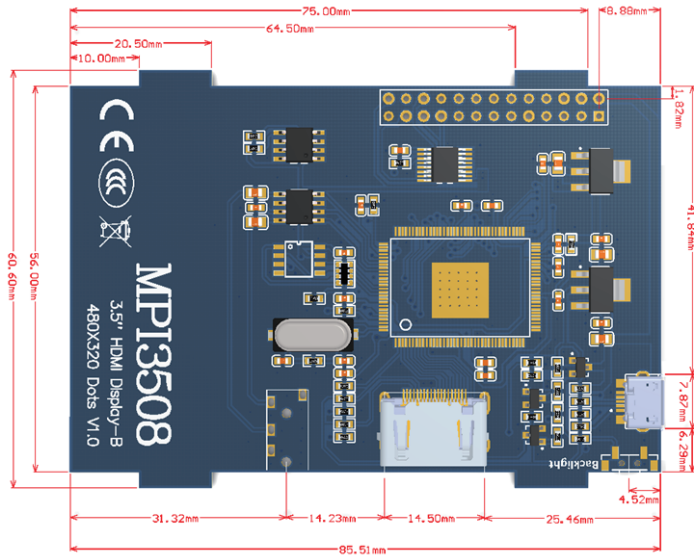 75.00mm
8.88mm
64.50mm
20.50mm
10.00mm
1.82mm
41.84mm
60.60mm
56.00mm
CE
CCC
MPI3508
3.5'' HDMI Display-B
480X320 Dots V1.0
7.87mm
6.29mm
Backlight
4.52mm
31.32mm
14.23mm
14.50mm
25.46mm
85.51mm